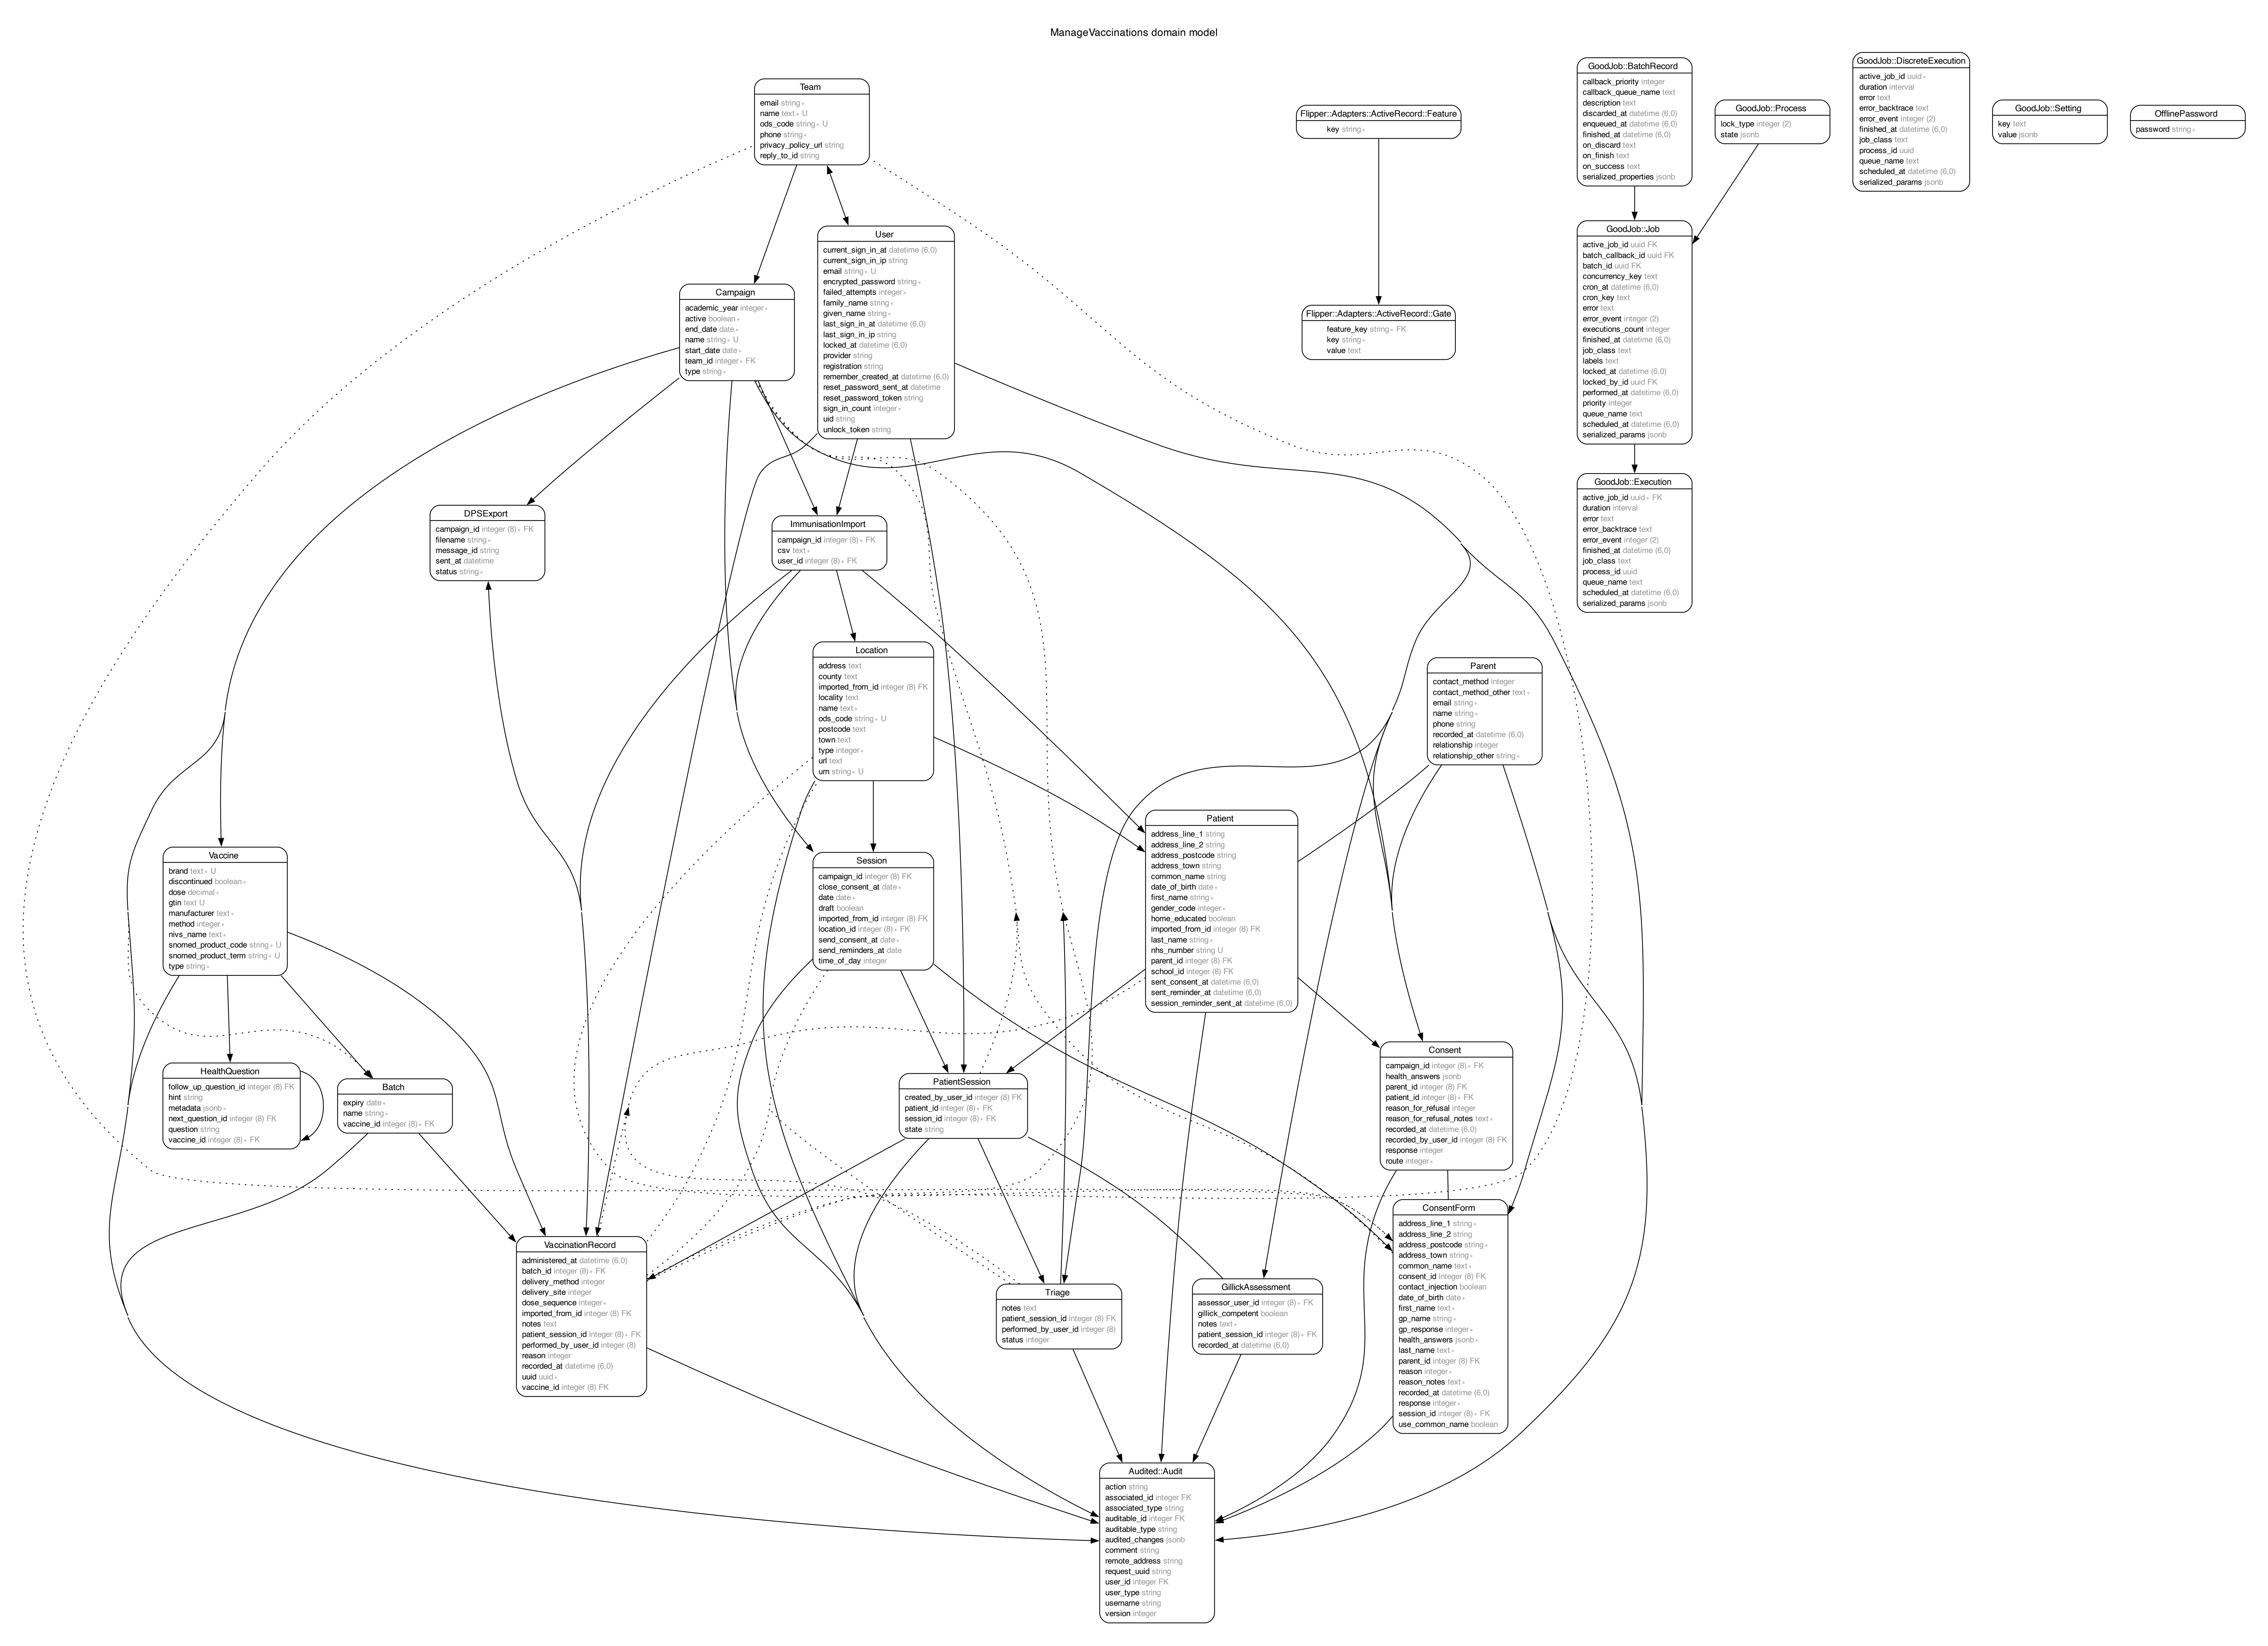 ManageVaccinations domain model
Team
email string ∗
name text ∗ U
ods_code string ∗ U
phone string ∗
privacy_policy_url string
reply_to_id string
Flipper::Adapters::ActiveRecord::Feature
key string ∗
GoodJob::BatchRecord
callback_priority integer
callback_queue_name text
description text
discarded_at datetime (6,0)
enqueued_at datetime (6,0)
finished_at datetime (6,0)
on_discard text
on_finish text
on_success text
serialized_properties jsonb
GoodJob::Process
lock_type integer (2)
state jsonb
GoodJob::DiscreteExecution
active_job_id uuid ∗
duration interval
error text
error_backtrace text
error_event integer (2)
finished_at datetime (6,0)
job_class text
process_id uuid
queue_name text
scheduled_at datetime (6,0)
serialized_params jsonb
GoodJob::Setting
key text
value jsonb
OfflinePassword
password string ∗
User
current_sign_in_at datetime (6,0)
current_sign_in_ip string
email string ∗ U
encrypted_password string ∗
failed_attempts integer ∗
family_name string ∗
given_name string ∗
last_sign_in_at datetime (6,0)
last_sign_in_ip string
locked_at datetime (6,0)
provider string
registration string
remember_created_at datetime (6,0)
reset_password_sent_at datetime
reset_password_token string
sign_in_count integer ∗
uid string
unlock_token string
Campaign
academic_year integer ∗
active boolean ∗
end_date date ∗
name string ∗ U
start_date date ∗
team_id integer ∗ FK
type string ∗
Flipper::Adapters::ActiveRecord::Gate
feature_key string ∗ FK
key string ∗
value text
GoodJob::Job
active_job_id uuid FK
batch_callback_id uuid FK
batch_id uuid FK
concurrency_key text
cron_at datetime (6,0)
cron_key text
error text
error_event integer (2)
executions_count integer
finished_at datetime (6,0)
job_class text
labels text
locked_at datetime (6,0)
locked_by_id uuid FK
performed_at datetime (6,0)
priority integer
queue_name text
scheduled_at datetime (6,0)
serialized_params jsonb
GoodJob::Execution
active_job_id uuid ∗ FK
duration interval
error text
error_backtrace text
error_event integer (2)
finished_at datetime (6,0)
job_class text
process_id uuid
queue_name text
scheduled_at datetime (6,0)
serialized_params jsonb
DPSExport
campaign_id integer (8) ∗ FK
filename string ∗
message_id string
sent_at datetime
status string ∗
ImmunisationImport
campaign_id integer (8) ∗ FK
csv text ∗
user_id integer (8) ∗ FK
Location
address text
county text
imported_from_id integer (8) FK
locality text
name text ∗
ods_code string ∗ U
postcode text
town text
type integer ∗
url text
urn string ∗ U
Parent
contact_method integer
contact_method_other text ∗
email string ∗
name string ∗
phone string
recorded_at datetime (6,0)
relationship integer
relationship_other string ∗
Patient
address_line_1 string
address_line_2 string
address_postcode string
address_town string
common_name string
date_of_birth date ∗
first_name string ∗
gender_code integer ∗
home_educated boolean
imported_from_id integer (8) FK
last_name string ∗
nhs_number string U
parent_id integer (8) FK
school_id integer (8) FK
sent_consent_at datetime (6,0)
sent_reminder_at datetime (6,0)
session_reminder_sent_at datetime (6,0)
Vaccine
brand text ∗ U
discontinued boolean ∗
dose decimal ∗
gtin text U
manufacturer text ∗
method integer ∗
nivs_name text ∗
snomed_product_code string ∗ U
snomed_product_term string ∗ U
type string ∗
Session
campaign_id integer (8) FK
close_consent_at date ∗
date date ∗
draft boolean
imported_from_id integer (8) FK
location_id integer (8) ∗ FK
send_consent_at date ∗
send_reminders_at date
time_of_day integer
HealthQuestion
follow_up_question_id integer (8) FK
hint string
metadata jsonb ∗
next_question_id integer (8) FK
question string
vaccine_id integer (8) ∗ FK
Batch
expiry date ∗
name string ∗
vaccine_id integer (8) ∗ FK
PatientSession
created_by_user_id integer (8) FK
patient_id integer (8) ∗ FK
session_id integer (8) ∗ FK
state string
Consent
campaign_id integer (8) ∗ FK
health_answers jsonb
parent_id integer (8) FK
patient_id integer (8) ∗ FK
reason_for_refusal integer
reason_for_refusal_notes text ∗
recorded_at datetime (6,0)
recorded_by_user_id integer (8) FK
response integer
route integer ∗
ConsentForm
address_line_1 string ∗
address_line_2 string
address_postcode string ∗
address_town string ∗
common_name text ∗
consent_id integer (8) FK
contact_injection boolean
date_of_birth date ∗
first_name text ∗
gp_name string ∗
gp_response integer ∗
health_answers jsonb ∗
last_name text ∗
parent_id integer (8) FK
reason integer ∗
reason_notes text ∗
recorded_at datetime (6,0)
response integer ∗
session_id integer (8) ∗ FK
use_common_name boolean
VaccinationRecord
administered_at datetime (6,0)
batch_id integer (8) ∗ FK
delivery_method integer
delivery_site integer
dose_sequence integer ∗
imported_from_id integer (8) FK
notes text
patient_session_id integer (8) ∗ FK
performed_by_user_id integer (8)
reason integer
recorded_at datetime (6,0)
uuid uuid ∗
vaccine_id integer (8) FK
Triage
notes text
patient_session_id integer (8) FK
performed_by_user_id integer (8)
status integer
GillickAssessment
assessor_user_id integer (8) ∗ FK
gillick_competent boolean
notes text ∗
patient_session_id integer (8) ∗ FK
recorded_at datetime (6,0)
Audited::Audit
action string
associated_id integer FK
associated_type string
auditable_id integer FK
auditable_type string
audited_changes jsonb
comment string
remote_address string
request_uuid string
user_id integer FK
user_type string
username string
version integer